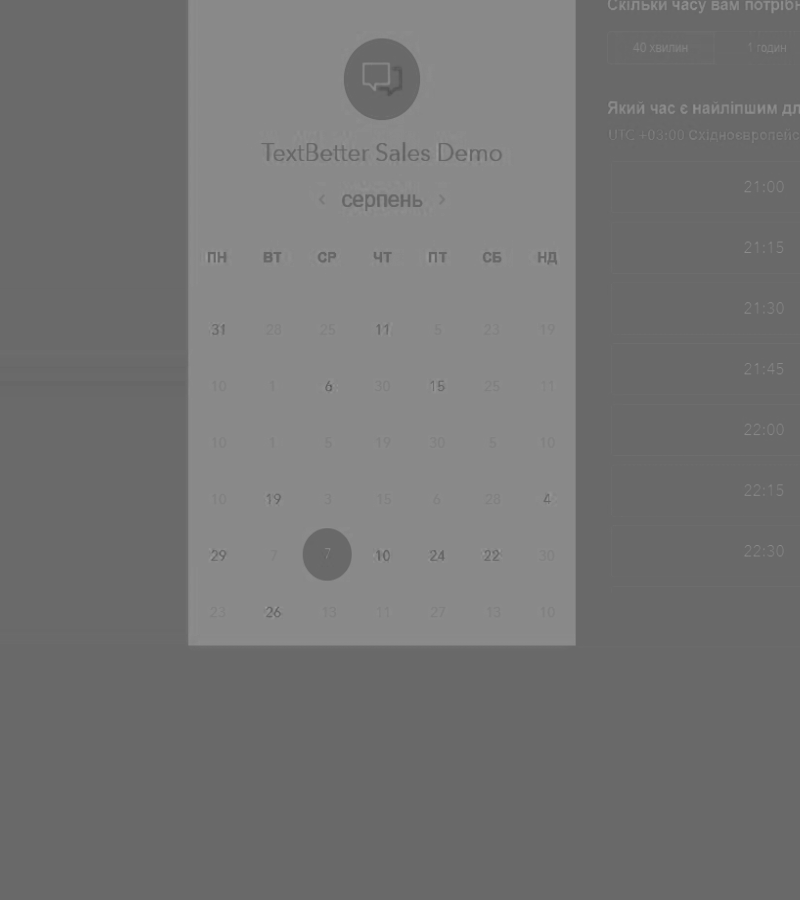 TextBetter Sales Demo
‹ серпень ›
ПН ВТ СР ЧТ ПТ СБ НД
31 28 25 11 5 23 19
10 1 6 30 15 25 11
10 1 5 19 30 5 10
10 19 3 15 6 28 4
29 7 7 10 24 22 30
23 26 13 11 27 13 10
Скільки часу вам
40 хвилин 1 годин
Який час є найліпшим
UTC +03:00
21:00
21:15
21:30
21:45
22:00
22:15
22:30